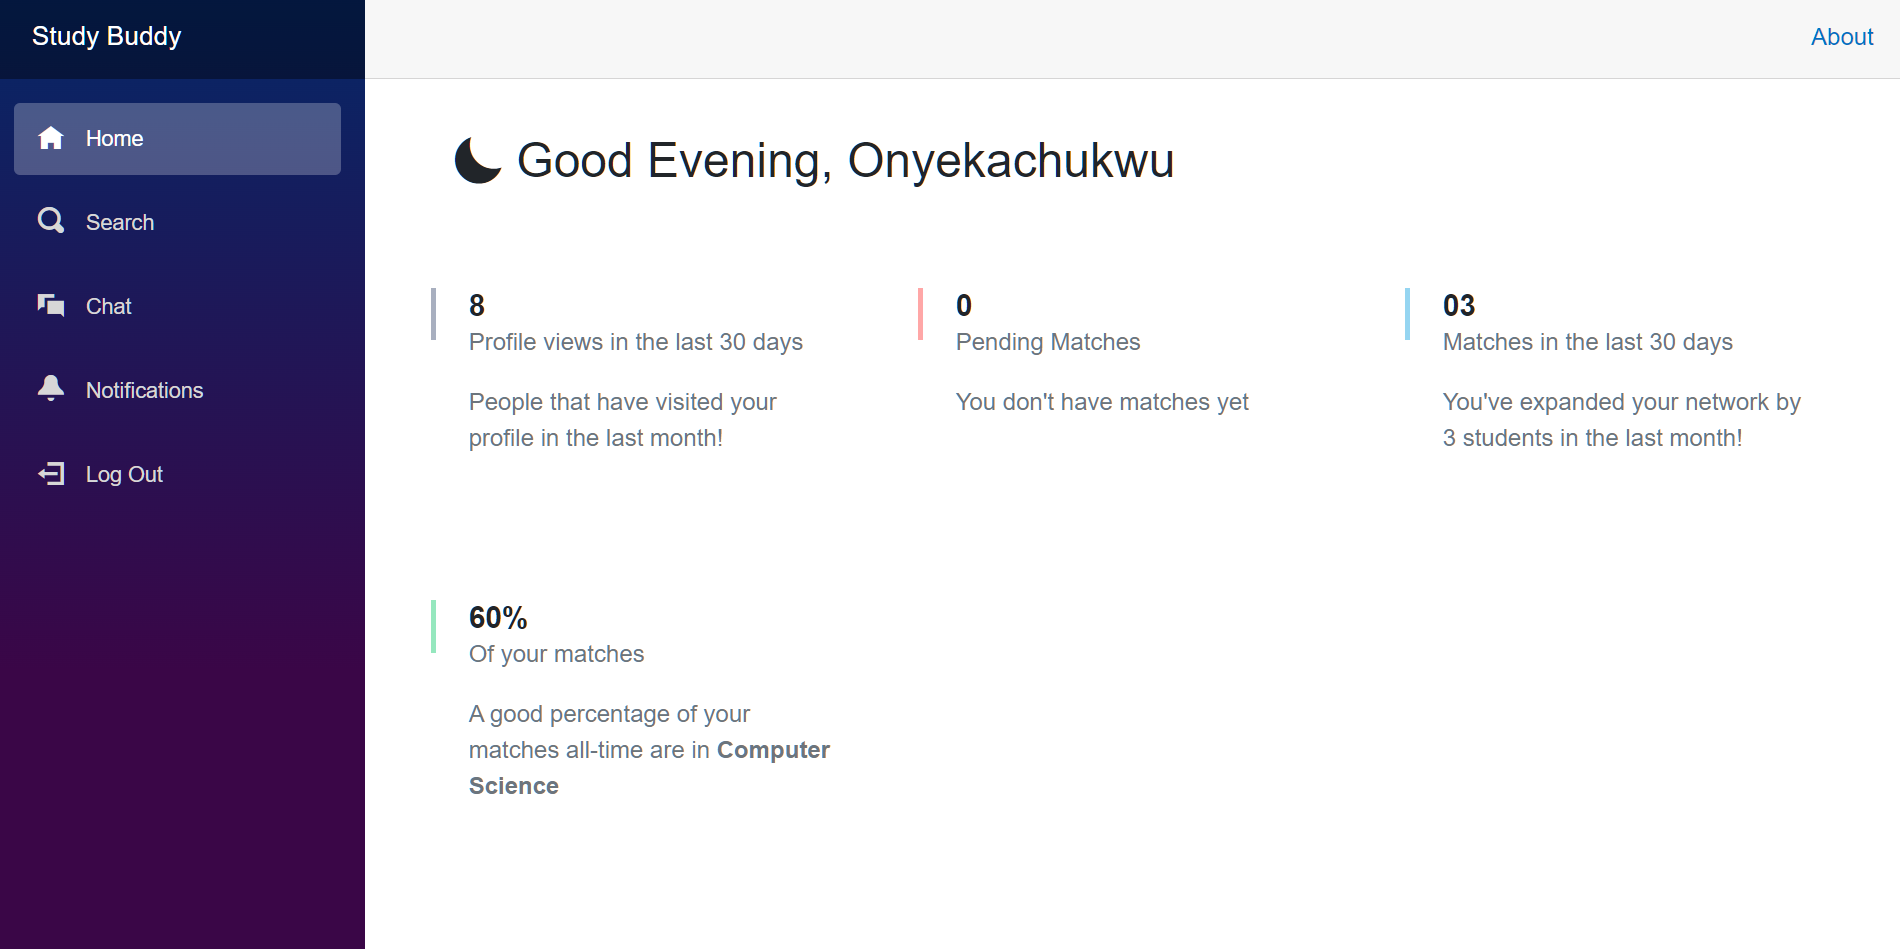 Study Buddy
About
Home
Search
Chat
Notifications
Log Out
Good Evening, Onyekachukwu
8
Profile views in the last 30 days
People that have visited your
profile in the last month!
0
Pending Matches
You don't have matches yet
03
Matches in the last 30 days
You've expanded your network by
3 students in the last month!
60%
Of your matches
A good percentage of your
matches all-time are in Computer
Science